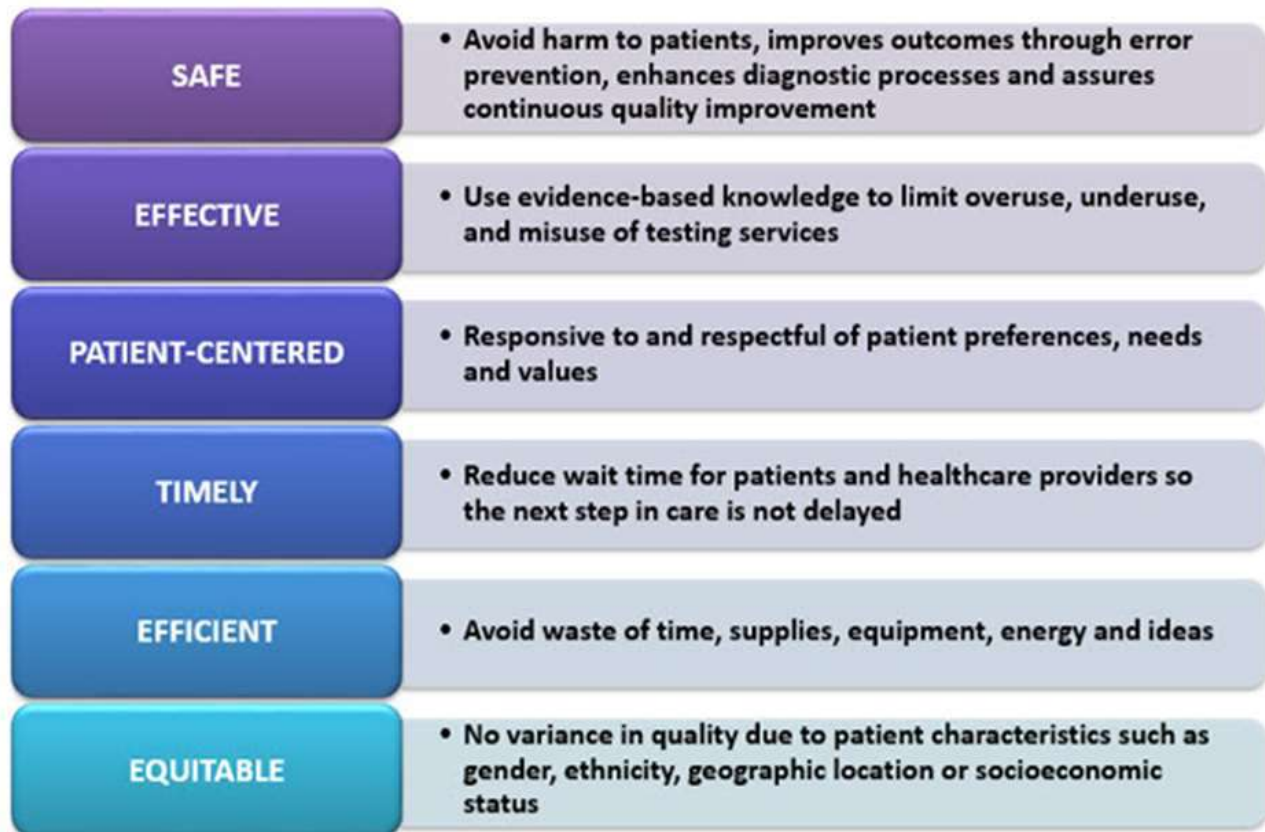 SAFE
• Avoid harm to patients, improves outcomes through error
prevention, enhances diagnostic processes and assures
continuous quality improvement
EFFECTIVE
• Use evidence-based knowledge to limit overuse, underuse,
and misuse of testing services
PATIENT-CENTERED
• Responsive to and respectful of patient preferences, needs
and values
TIMELY
• Reduce wait time for patients and healthcare providers so
the next step in care is not delayed
EFFICIENT
• Avoid waste of time, supplies, equipment, energy and ideas
EQUITABLE
• No variance in quality due to patient characteristics such as
gender, ethnicity, geographic location or socioeconomic
status